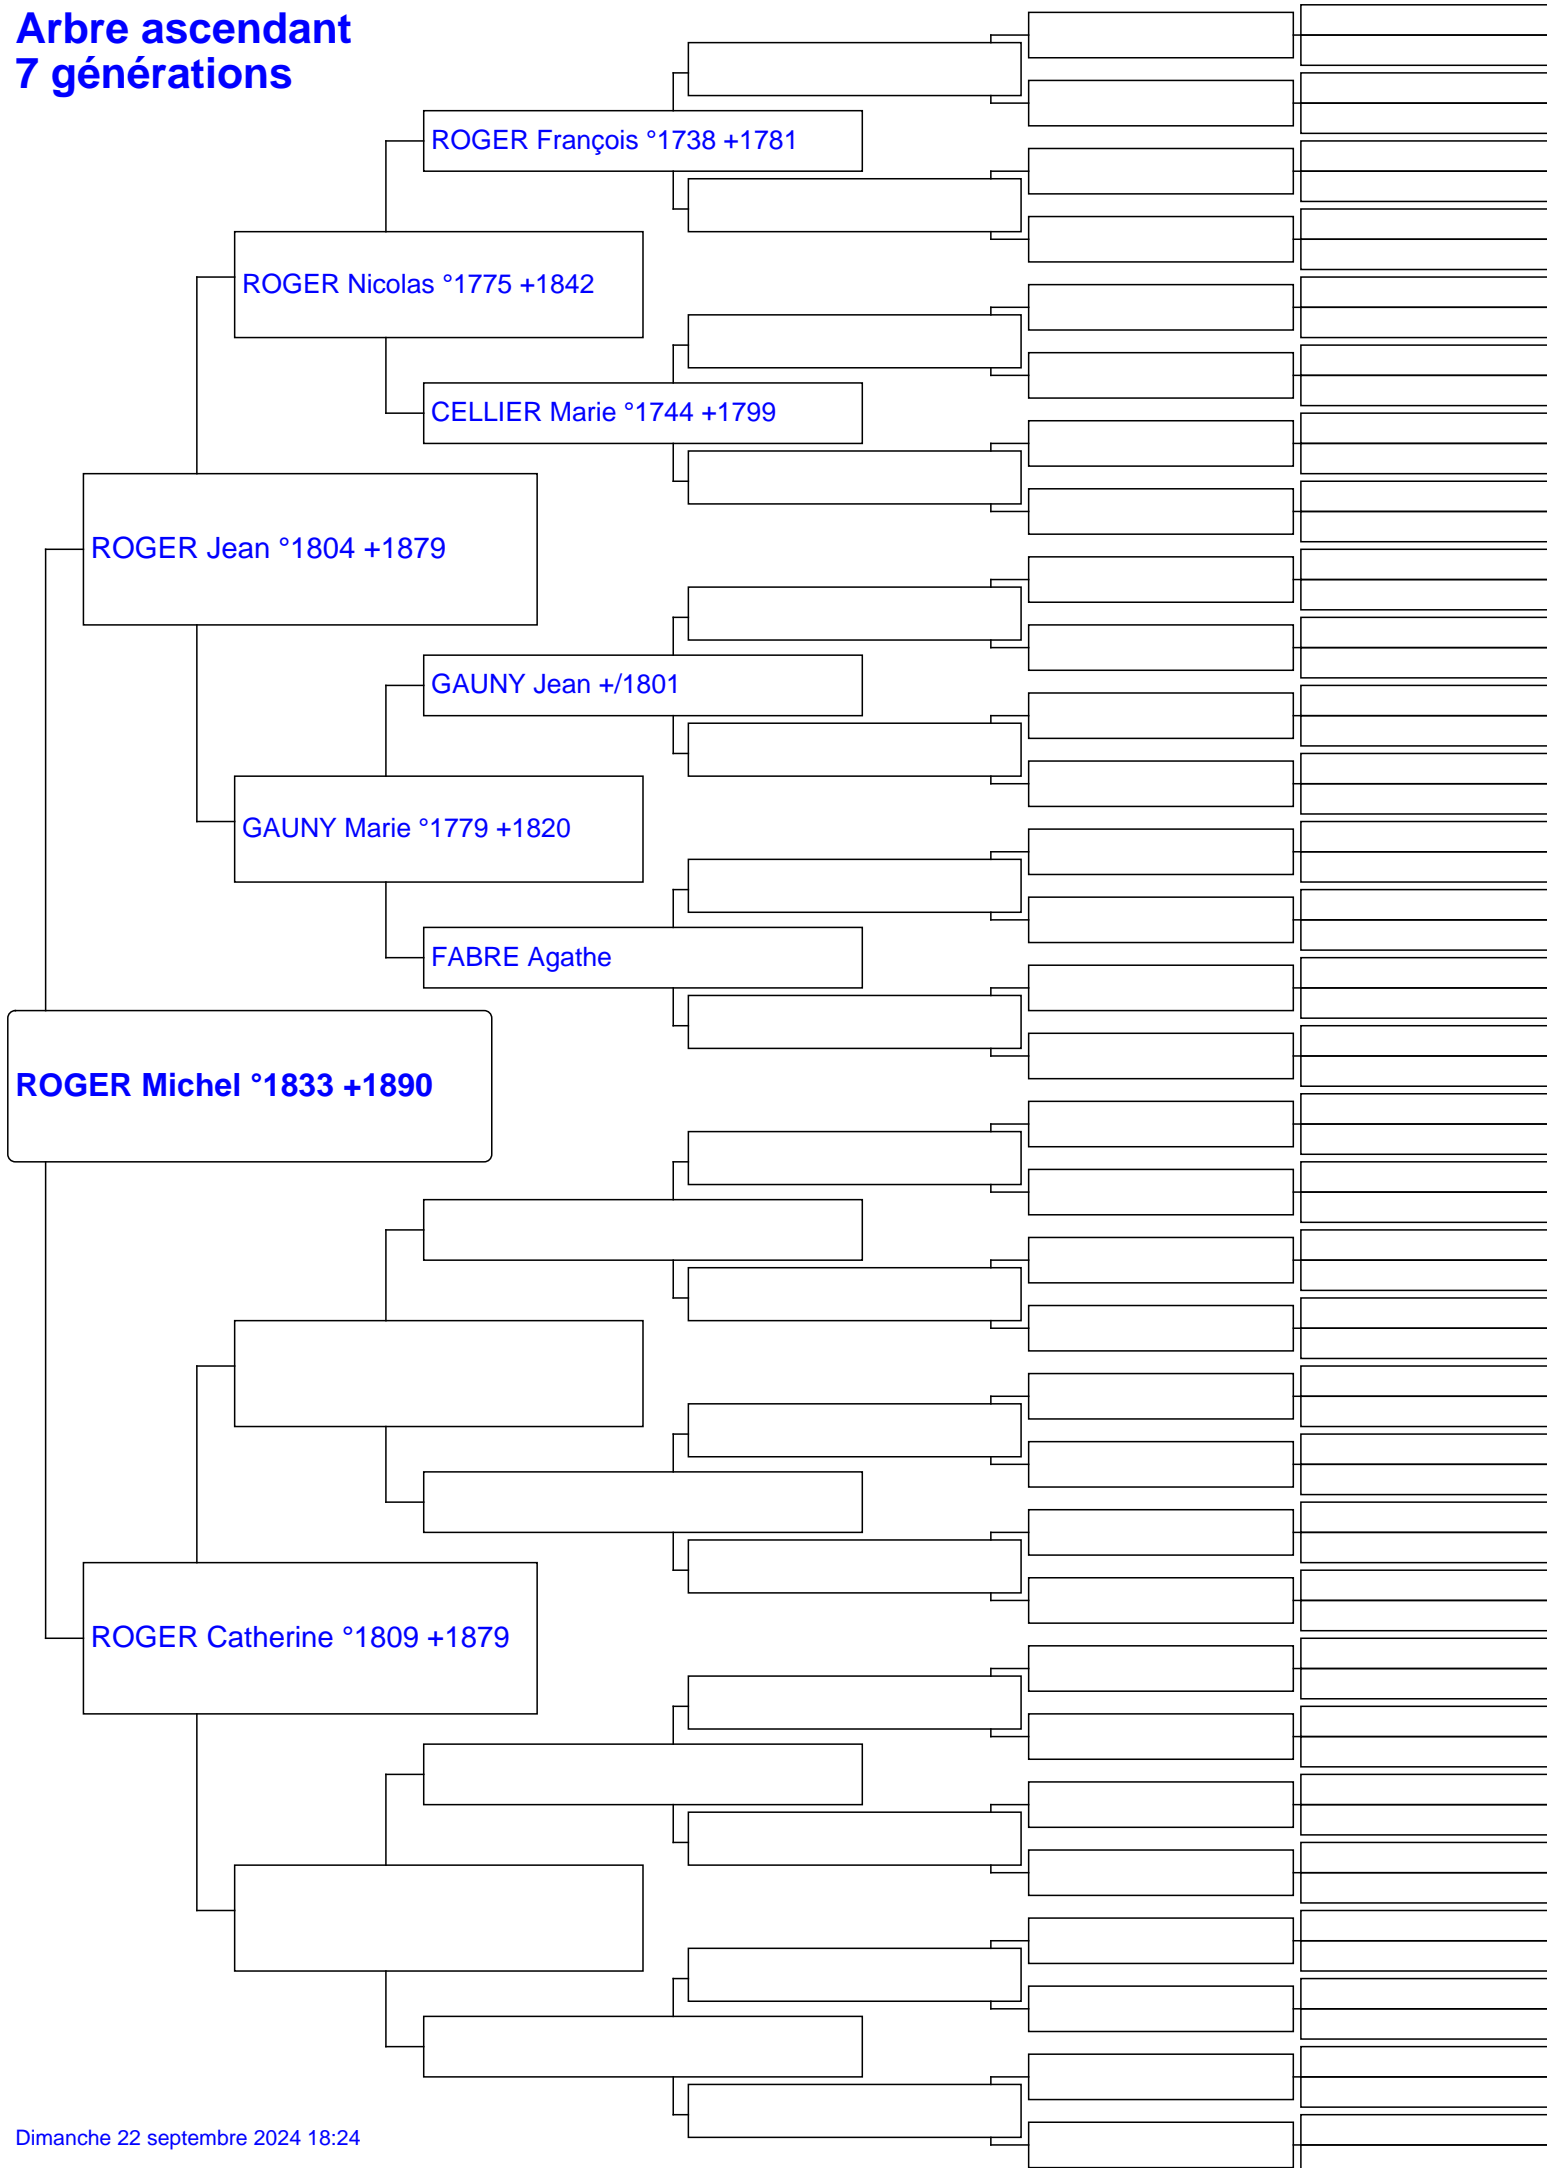 Arbre ascendant
7 générations
ROGER François °1738 +1781
ROGER Nicolas °1775 +1842
CELLIER Marie °1744 +1799
ROGER Jean °1804 +1879
GAUNY Jean +/1801
GAUNY Marie °1779 +1820
FABRE Agathe
ROGER Michel °1833 +1890
ROGER Catherine °1809 +1879
Dimanche 22 septembre 2024 18:24